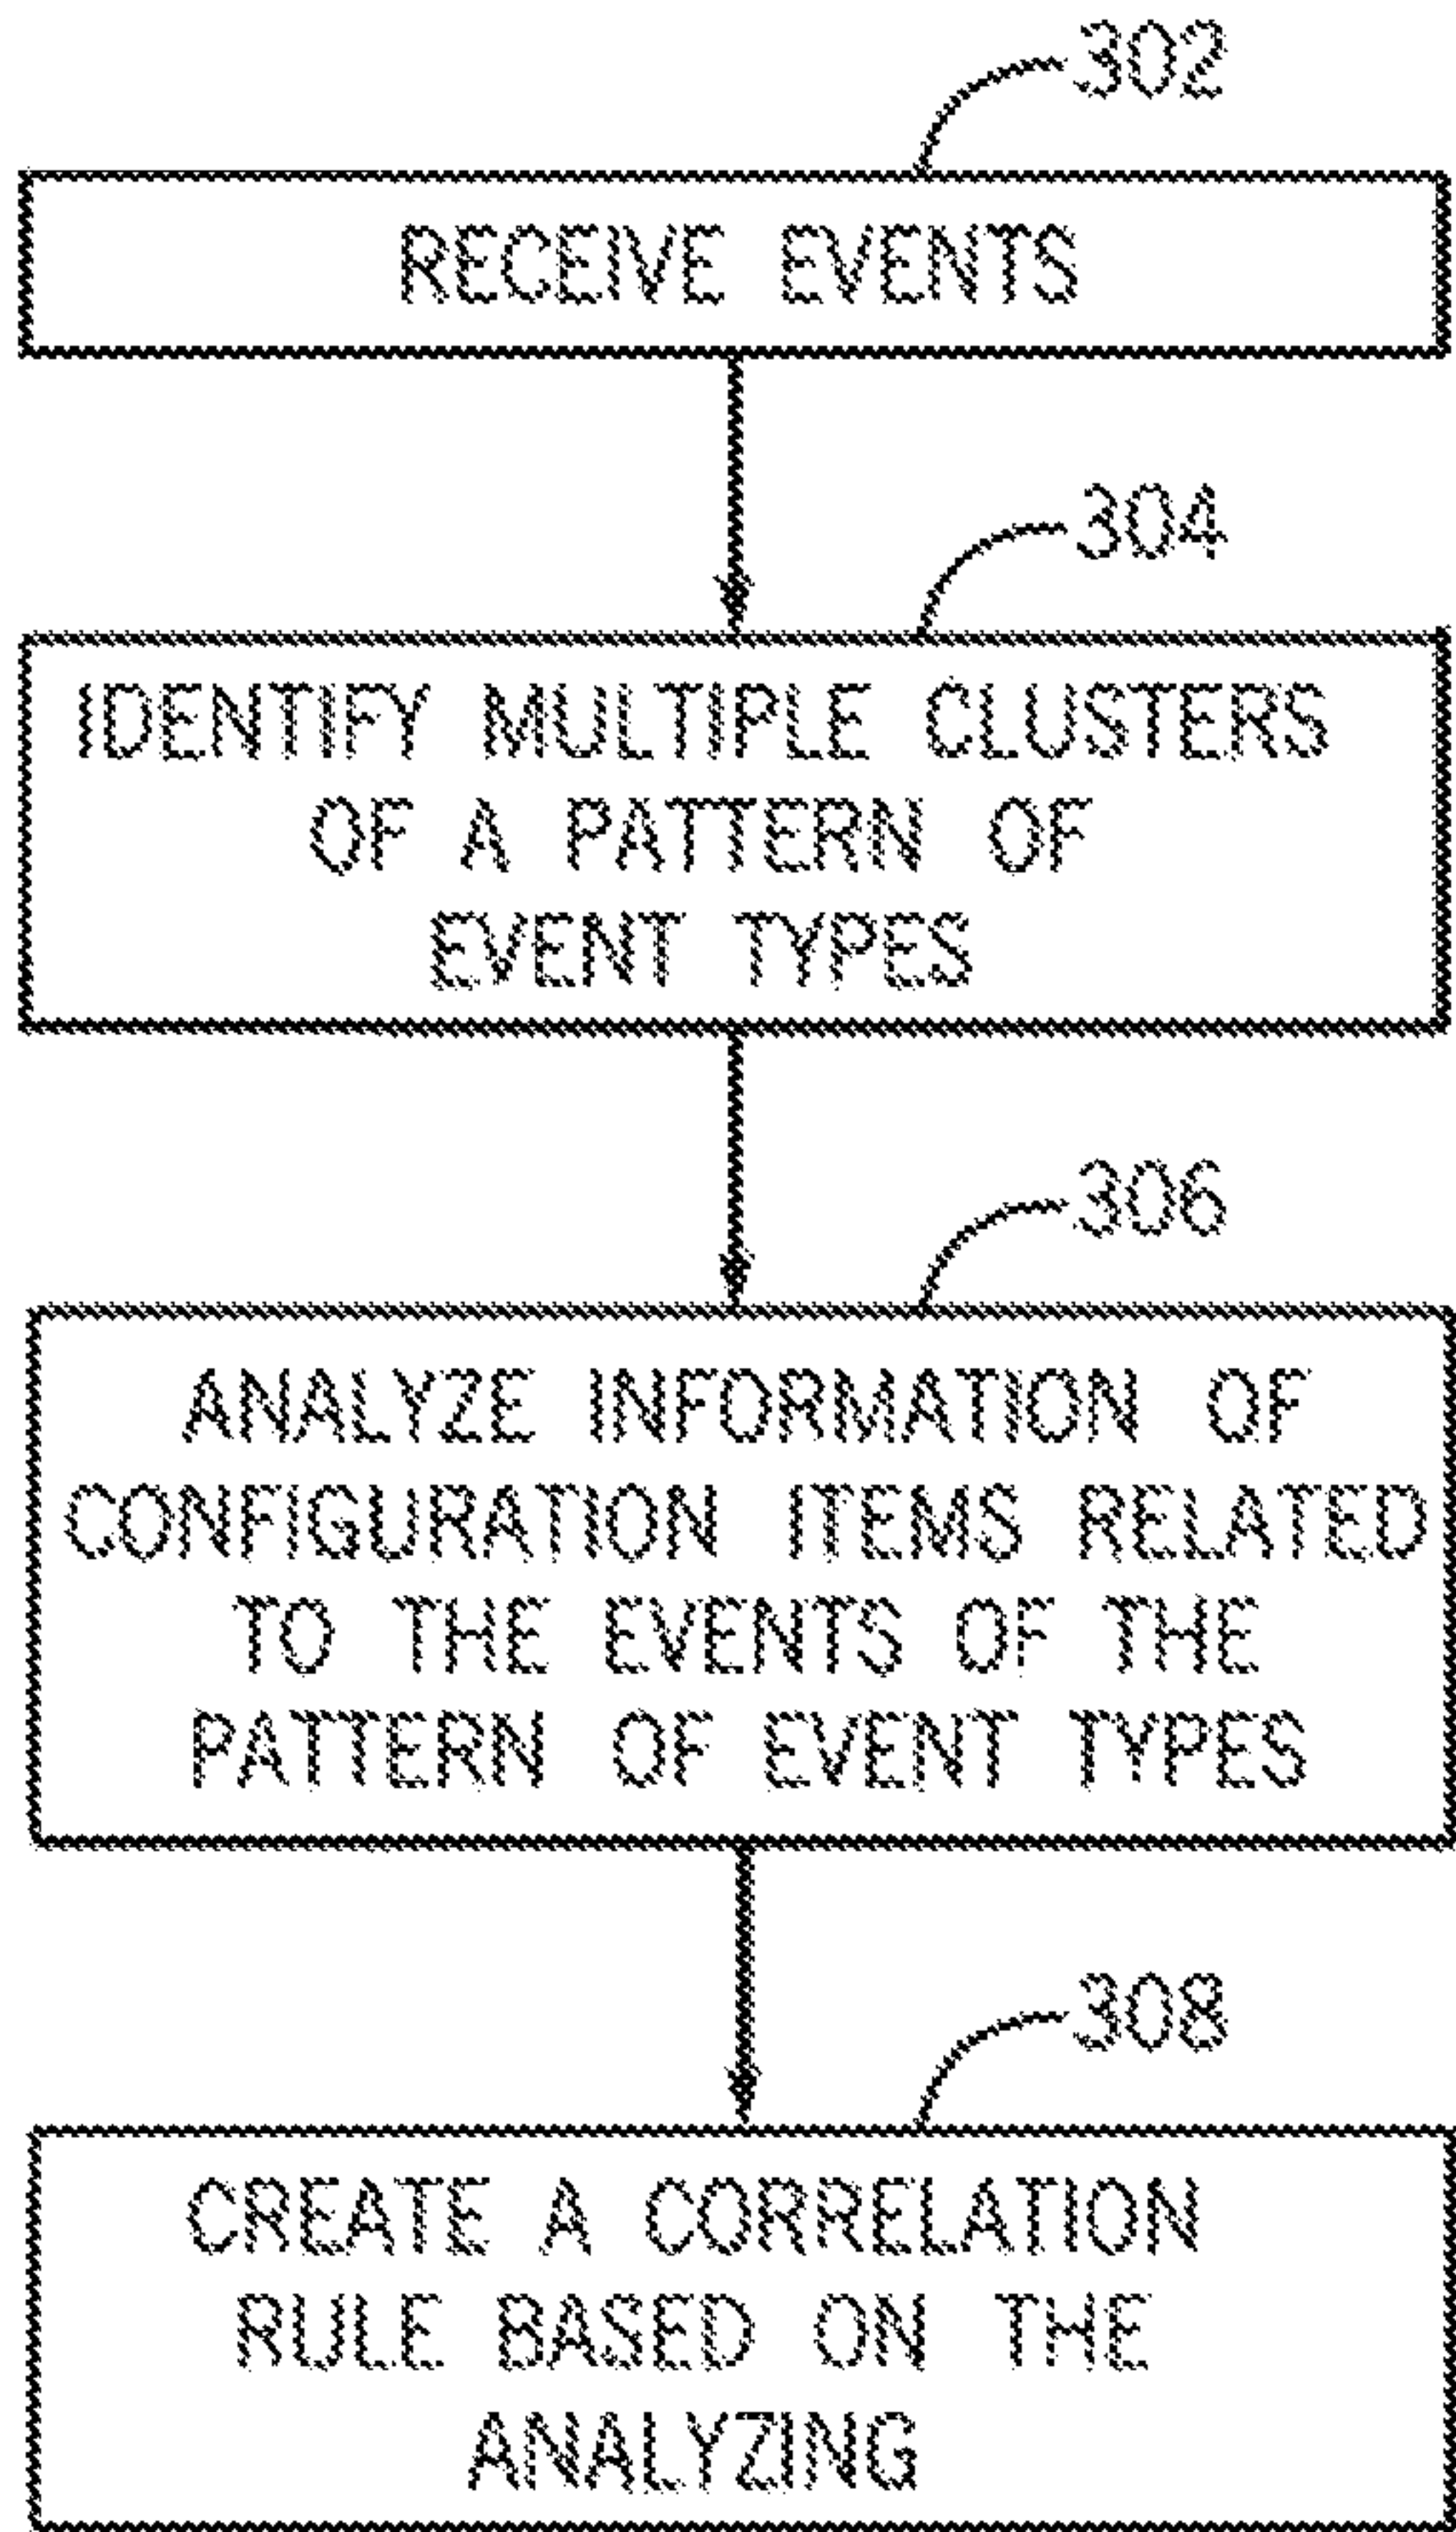 302
RECEIVE EVENTS
304
IDENTIFY MULTIPLE CLUSTERS
OF A PATTERN OF
EVENT TYPES
306
ANALYZE INFORMATION OF
CONFIGURATION ITEMS RELATED
TO THE EVENTS OF THE
PATTERN OF EVENT TYPES
308
CREATE A CORRELATION
RULE BASED ON THE
ANALYZING